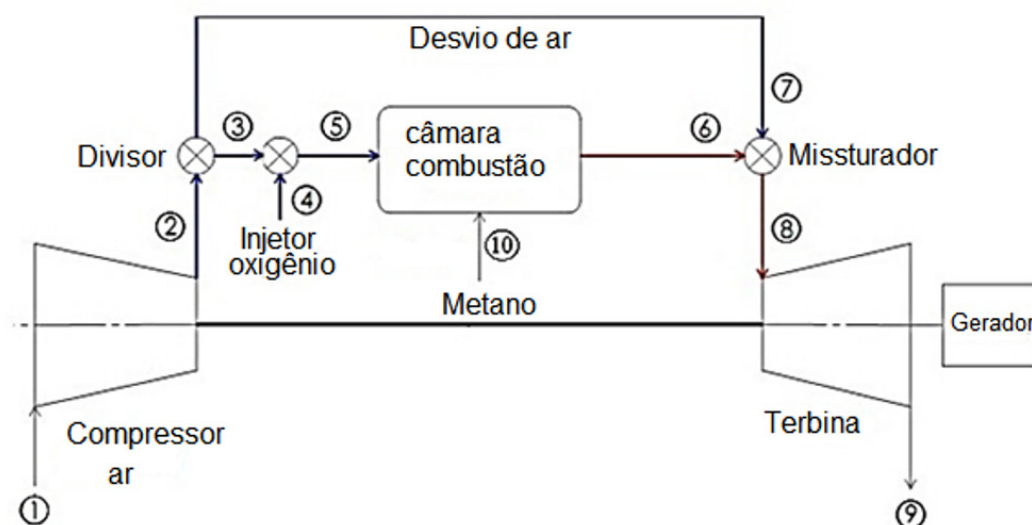 Desvio de ar
⑦
③
⑤
câmara
combustão
⑥
Divisor
Missturador
②
④
Injetor
oxigênio
⑩
⑧
Metano
Gerador
Compressor
ar
Terbina
①
⑨